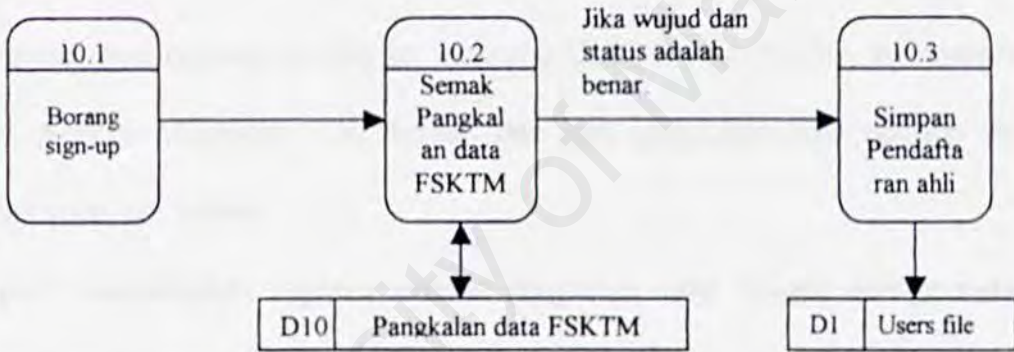 Jika wujud dan
status adalah
benar.
10.1
Borang
sign-up
10.2
Semak
Pangkal
an data
FSKTM
10.3
Simpan
Pendafta
ran ahli
D10 Pangkalan data FSKTM
D1 Users file